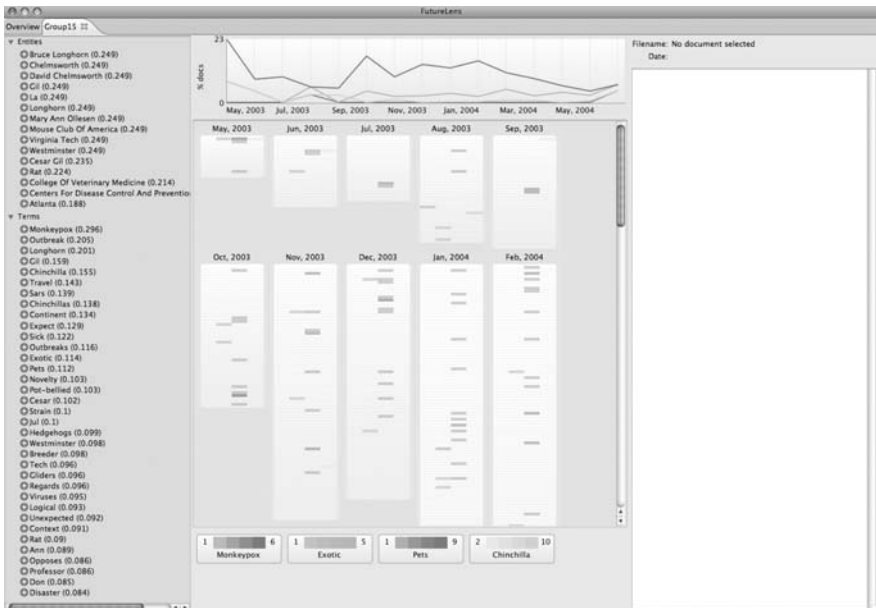 FutureLens
Overview Group15
Entities
Bruce Longhorn (0.249)
Chelmsworth (0.249)
David Chelmsworth (0.249)
Gil (0.249)
La (0.249)
Longhorn (0.249)
Mary Ann Ollesen (0.249)
Mouse Club Of America (0.249)
Virginia Tech (0.249)
Westminster (0.249)
Cesar Gil (0.235)
Rat (0.224)
College Of Veterinary Medicine (0.214)
Centers For Disease Control And Preventio
Atlanta (0.188)
Terms
Monkeypox (0.296)
Outbreak (0.205)
Longhorn (0.201)
Gil (0.159)
Chinchilla (0.155)
Travel (0.143)
Sars (0.139)
Chinchillas (0.138)
Continent (0.134)
Expect (0.129)
Sick (0.122)
Outbreaks (0.116)
Exotic (0.114)
Pets (0.112)
Novelty (0.103)
Pot-bellied (0.103)
Cesar (0.102)
Strain (0.1)
Jul (0.1)
Hedgehogs (0.099)
Westminster (0.098)
Breeder (0.098)
Tech (0.096)
Gliders (0.096)
Regards (0.096)
Viruses (0.095)
Logical (0.093)
Unexpected (0.092)
Context (0.091)
Rat (0.09)
Ann (0.089)
Opposes (0.086)
Professor (0.086)
Don (0.085)
Disaster (0.084)
23
% docs
0
May, 2003 Jul, 2003 Sep, 2003 Nov, 2003 Jan, 2004 Mar, 2004 May, 2004
May, 2003 Jun, 2003 Jul, 2003 Aug, 2003 Sep, 2003
Oct, 2003 Nov, 2003 Dec, 2003 Jan, 2004 Feb, 2004
1 6 1 5 1 9 2 10
Monkeypox Exotic Pets Chinchilla
Filename: No document selected
Date: